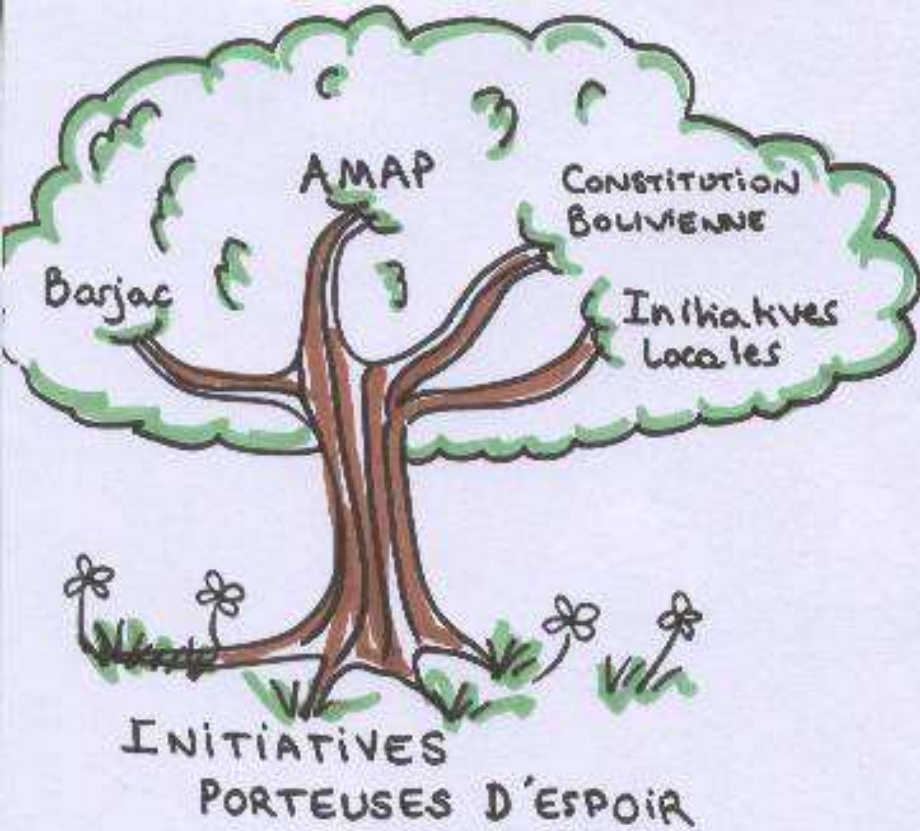 AMAP
CONSTITUTION
BOLIVIENNE
Barjac
Initiatives
Locales
INITIATIVES
PORTEUSES D'ESPOIR